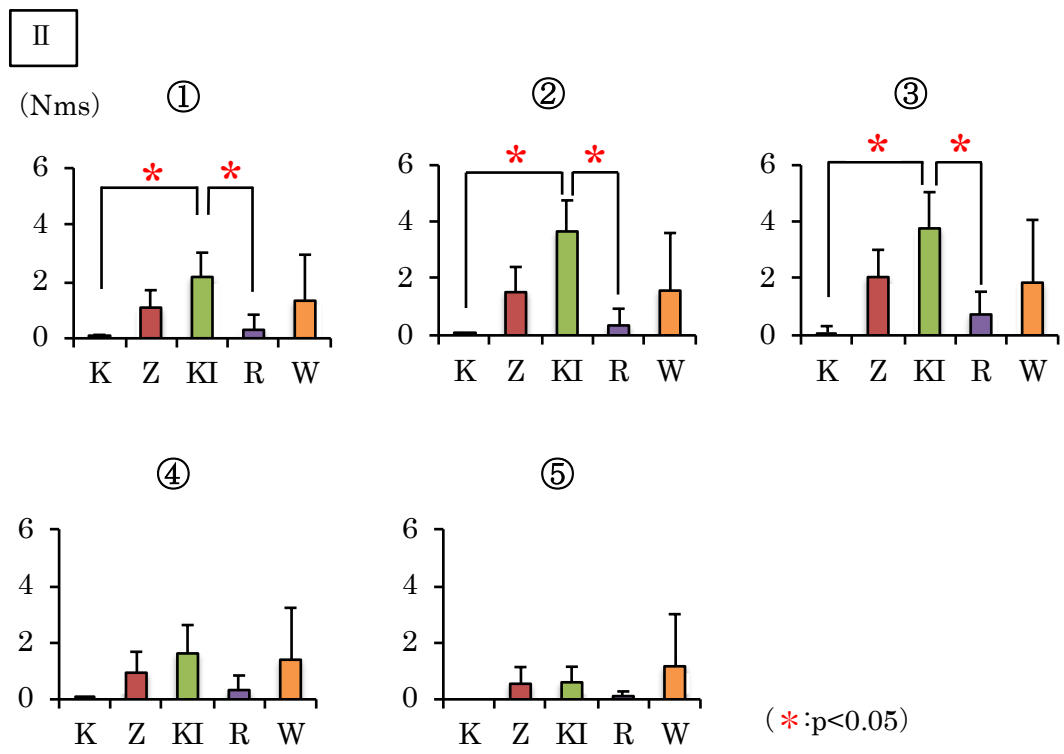 Ⅱ
(Nms)
① ② ③
* * * * * *
6 6 6
4 4 4
2 2 2
0 0 0
K Z KI R W K Z KI R W K Z KI R W
④ ⑤
6 6
4 4
2 2
0 0
K Z KI R W K Z KI R W
(*:p<0.05)